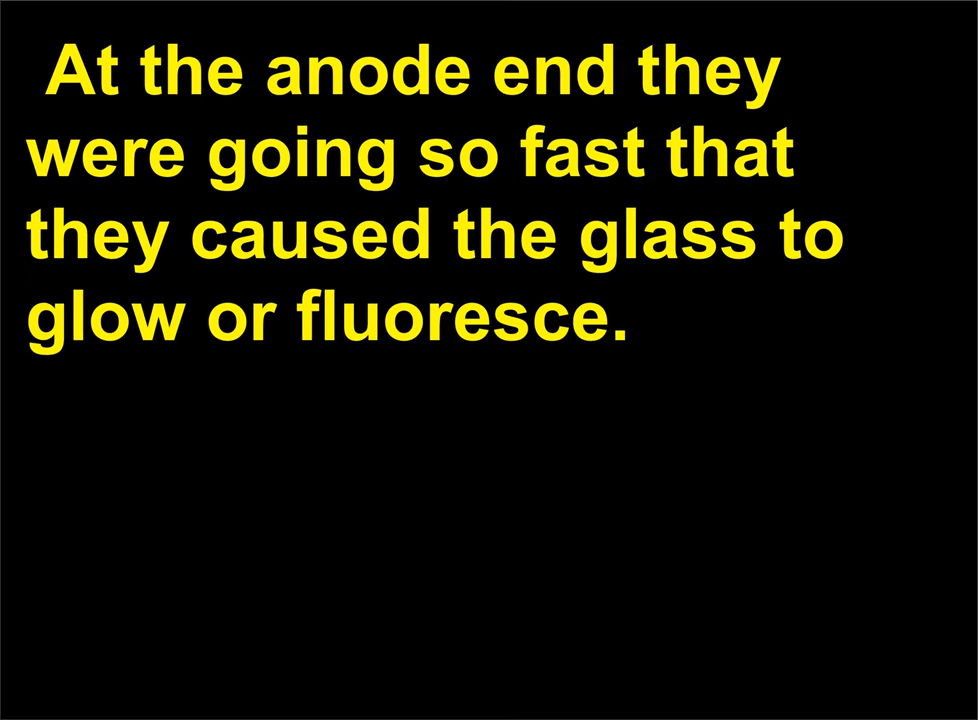 At the anode end they
were going so fast that
they caused the glass to
glow or fluoresce.